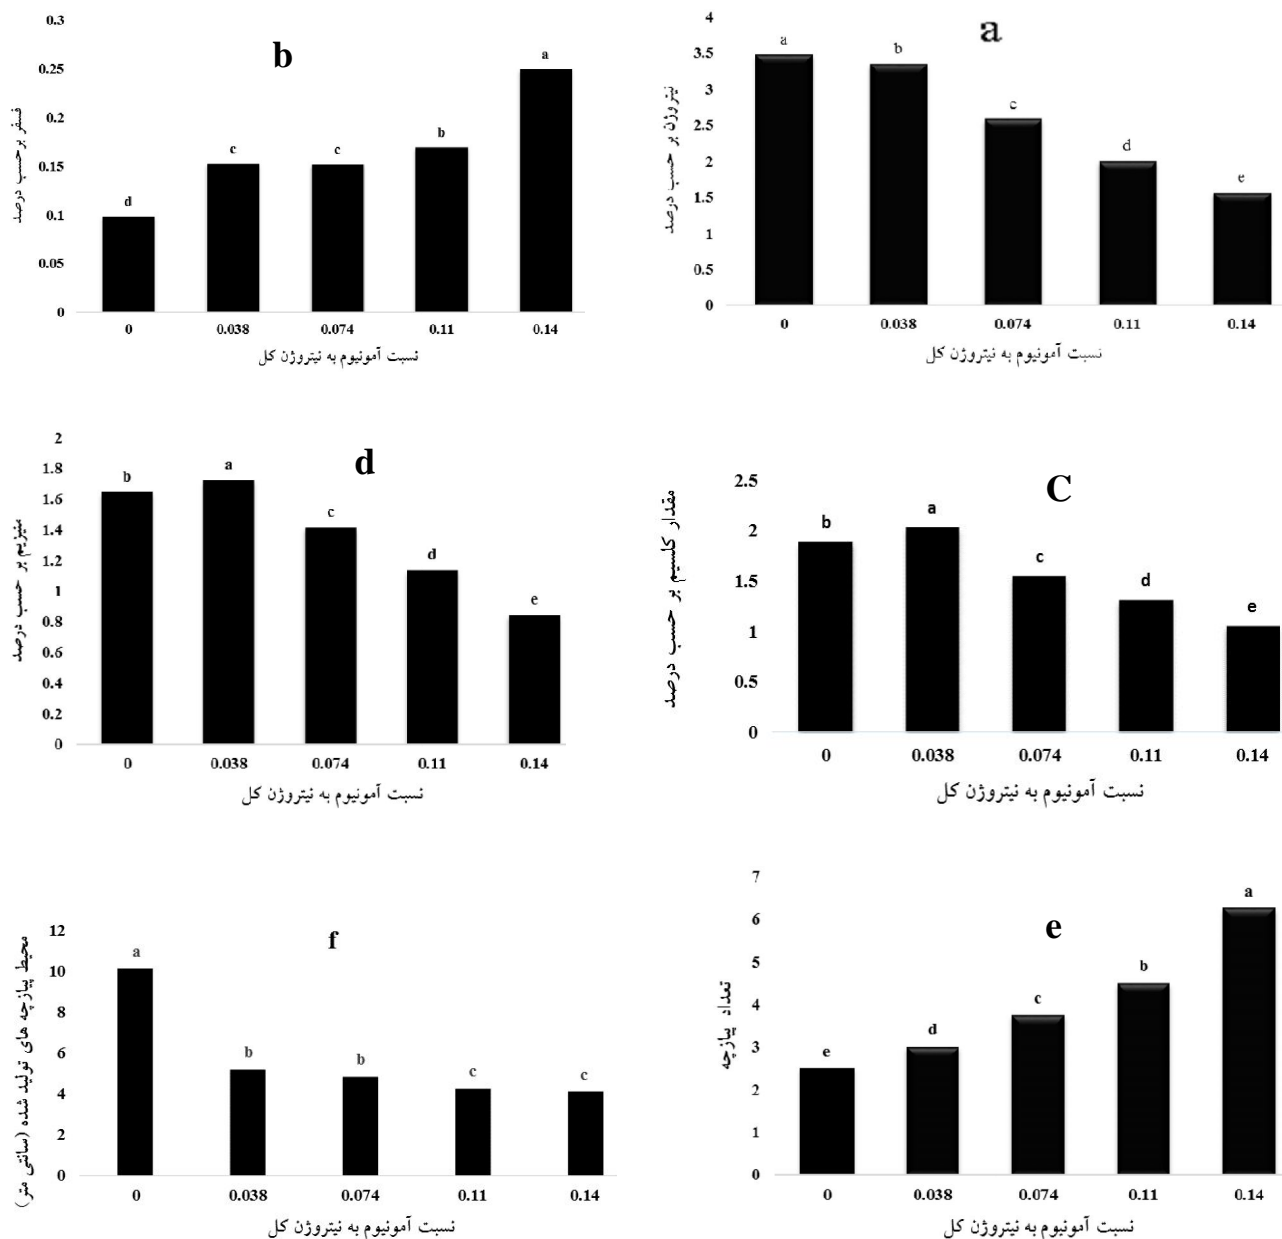 b
0.3
0.25
0.2
0.15
0.1
0.05
0
فسفر برحسب درصد
d
c
c
b
a
0 0.038 0.074 0.11 0.14
نسبت آمونیوم به نیتروژن کل
a
4
3.5
3
2.5
2
1.5
1
0.5
0
نیتروژن بر حسب درصد
a
b
c
d
e
0 0.038 0.074 0.11 0.14
نسبت آمونیوم به نیتروژن کل
d
2
1.8
1.6
1.4
1.2
1
0.8
0.6
0.4
0.2
0
منیزیم بر حسب درصد
b
a
c
d
e
0 0.038 0.074 0.11 0.14
نسبت آمونیوم به نیتروژن کل
C
2.5
2
1.5
1
0.5
0
مقدار کلسیم بر حسب درصد
b
a
c
d
e
0 0.038 0.074 0.11 0.14
نسبت آمونیوم به نیتروژن کل
f
12
10
8
6
4
2
0
محیط پیازچه های تولید شده (سانتی متر)
a
b
b
c
c
0 0.038 0.074 0.11 0.14
نسبت آمونیوم به نیتروژن کل
e
7
6
5
4
3
2
1
0
تعداد پیازچه
e
d
c
b
a
0 0.038 0.074 0.11 0.14
نسبت آمونیوم به نیتروژن کل